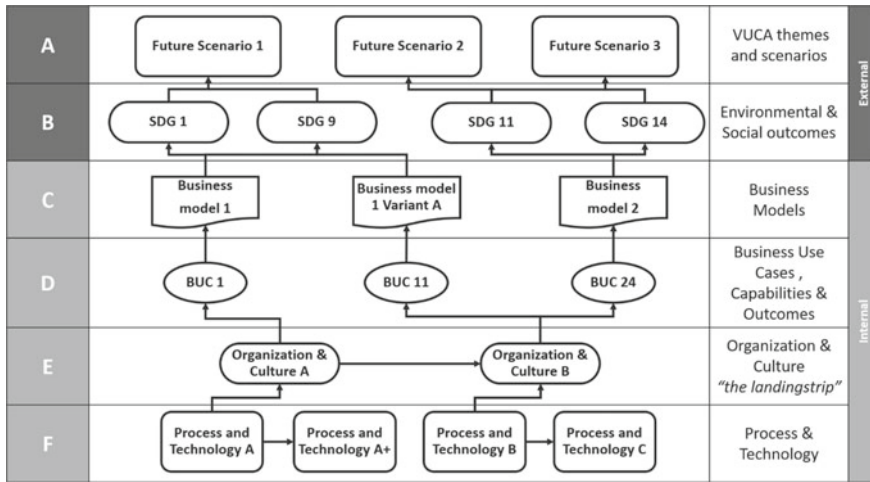 A
Future Scenario 1
Future Scenario 2
Future Scenario 3
VUCA themes
and scenarios
External
B
SDG 1
SDG 9
SDG 11
SDG 14
Environmental &
Social outcomes
C
Business
model 1
Business model
1 Variant A
Business
model 2
Business
Models
Internal
D
BUC 1
BUC 11
BUC 24
Business Use
Cases ,
Capabilities &
Outcomes
E
Organization &
Culture A
Organization &
Culture B
Organization &
Culture
“the landingstrip”
F
Process and
Technology A
Process and
Technology A+
Process and
Technology B
Process and
Technology C
Process &
Technology